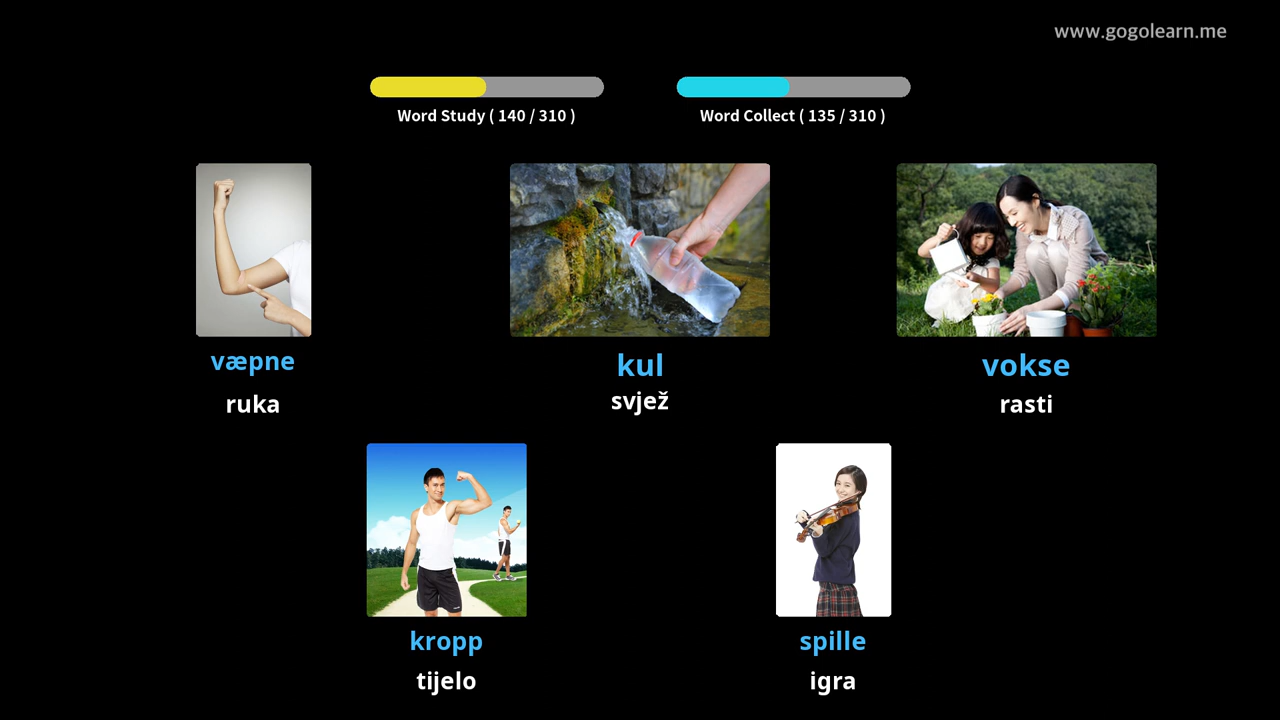 www.gogolearn.me
Word Study ( 140 / 310 )
Word Collect ( 135 / 310 )
væpne
ruka
kul
svjež
vokse
rasti
kropp
tijelo
spille
igra